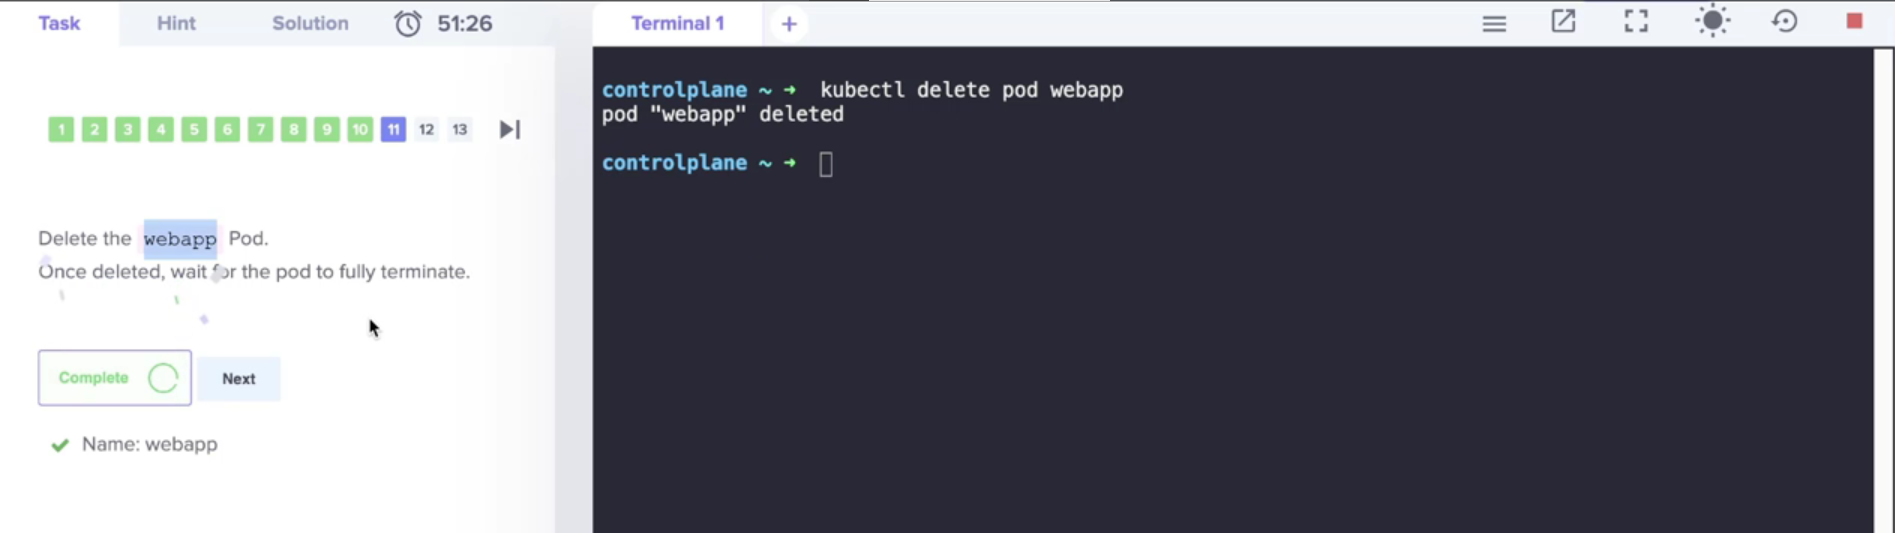 Task Hint Solution 51:26
Terminal 1 +
1 2 3 4 5 6 7 8 9 10 11 12 13
Delete the webapp Pod.
Once deleted, wait for the pod to fully terminate.
Complete Next
Name: webapp
controlplane ~ ➜ kubectl delete pod webapp
pod "webapp" deleted
controlplane ~ ➜